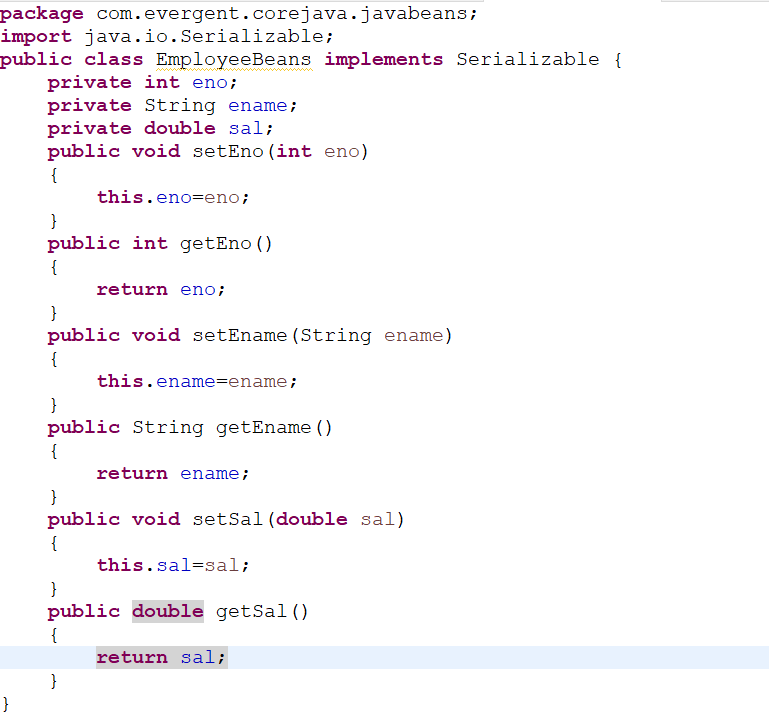 package com.evergent.corejava.javabeans;
import java.io.Serializable;
public class EmployeeBeans implements Serializable {
    private int eno;
    private String ename;
    private double sal;
    public void setEno(int eno)
    {
        this.eno=eno;
    }
    public int getEno()
    {
        return eno;
    }
    public void setEname(String ename)
    {
        this.ename=ename;
    }
    public String getEname()
    {
        return ename;
    }
    public void setSal(double sal)
    {
        this.sal=sal;
    }
    public double getSal()
    {
        return sal;
    }
}